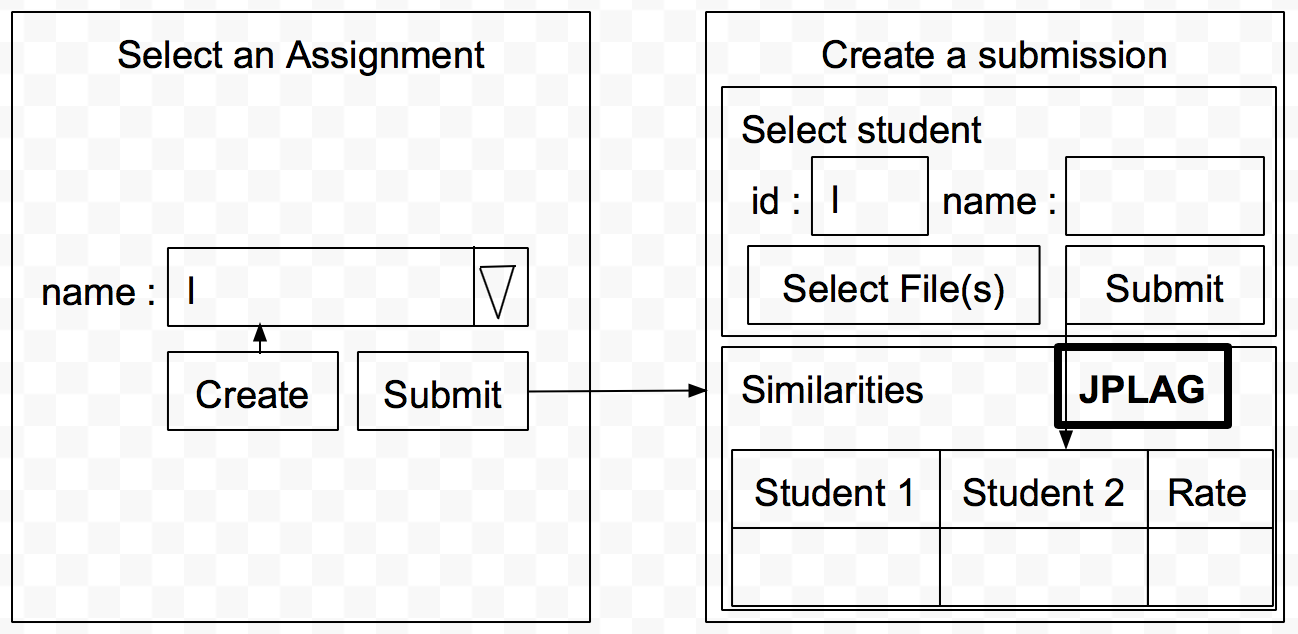 Select an Assignment
name : I
Create Submit
Create a submission
Select student
id : I name :
Select File(s) Submit
Similarities JPLAG
Student 1 Student 2 Rate